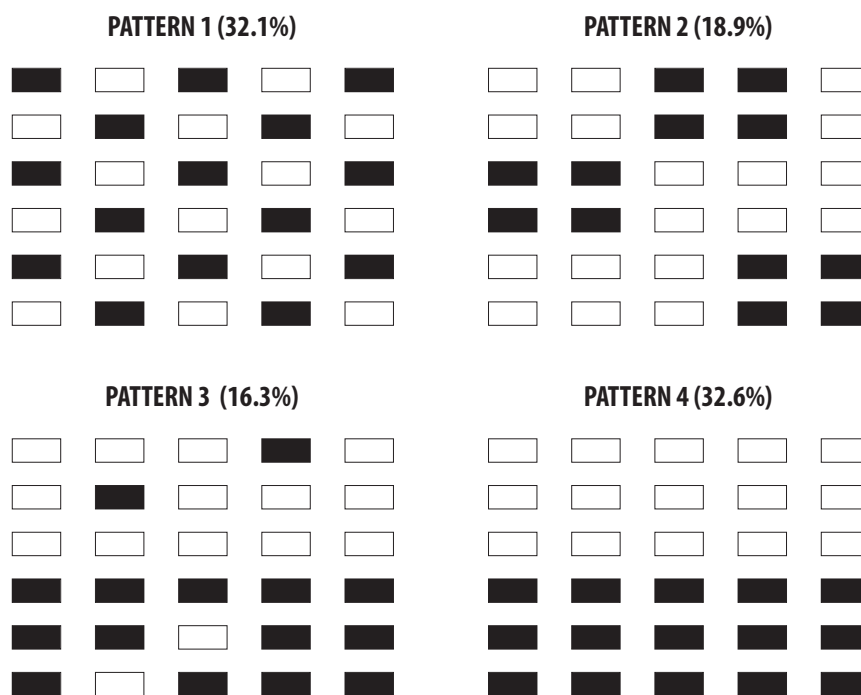 PATTERN 1 (32.1%)
PATTERN 2 (18.9%)
PATTERN 3 (16.3%)
PATTERN 4 (32.6%)